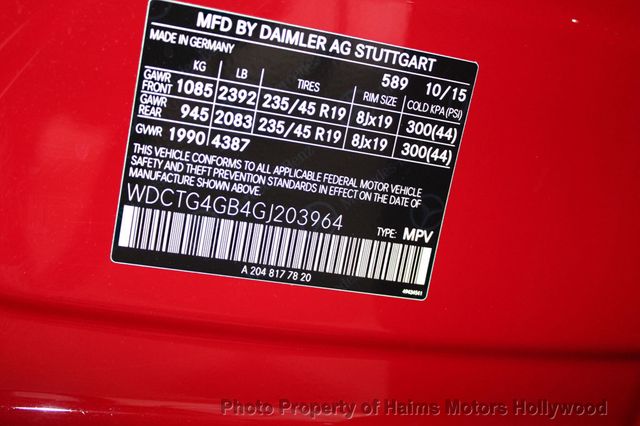 MFD BY DAIMLER AG STUTTGART
MADE IN GERMANY 589 10/15
KG LB TIRES RIM SIZE COLD KPA (PSI)
GAWR FRONT 1085 2392 235/45 R19 8Jx19 300(44)
GAWR REAR 945 2083 235/45 R19 8Jx19 300(44)
GWR 1990 4387
THIS VEHICLE CONFORMS TO ALL APPLICABLE FEDERAL MOTOR VEHICLE
SAFETY AND THEFT PREVENTION STANDARDS IN EFFECT ON THE DATE OF
MANUFACTURE SHOWN ABOVE.
WDCTG4GB4GJ203964
TYPE: MPV
A 204 817 78 20
Photo Property of Haims Motors Hollywood